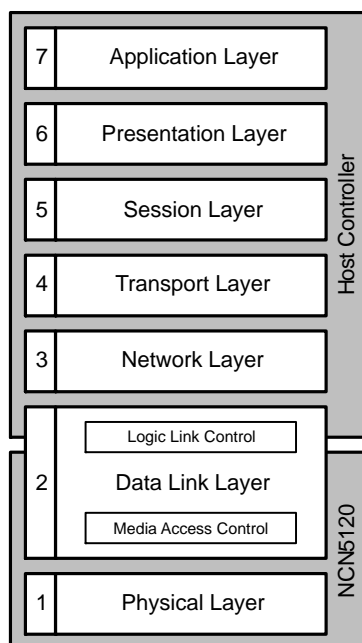 7 Application Layer
6 Presentation Layer
5 Session Layer
4 Transport Layer
3 Network Layer
Host Controller
Logic Link Control
2 Data Link Layer
Media Access Control
1 Physical Layer
NCN5120